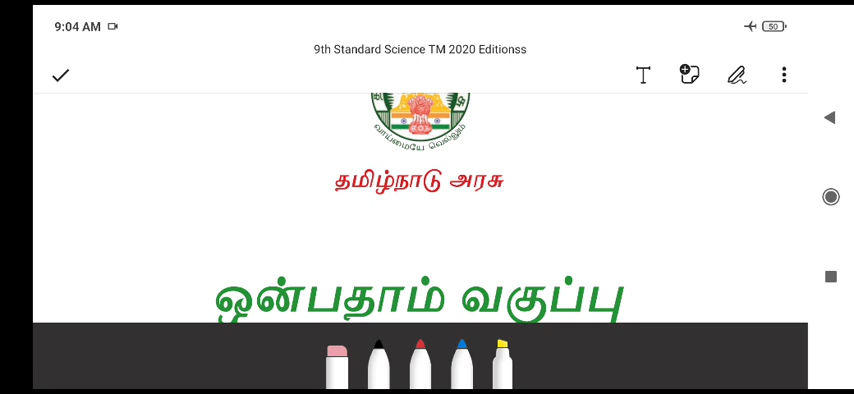 9:04 AM
50
9th Standard Science TM 2020 Editionss
T
வாய்மையே வெல்லும்
தமிழ்நாடு அரசு
ஒன்பதாம் வகுப்பு